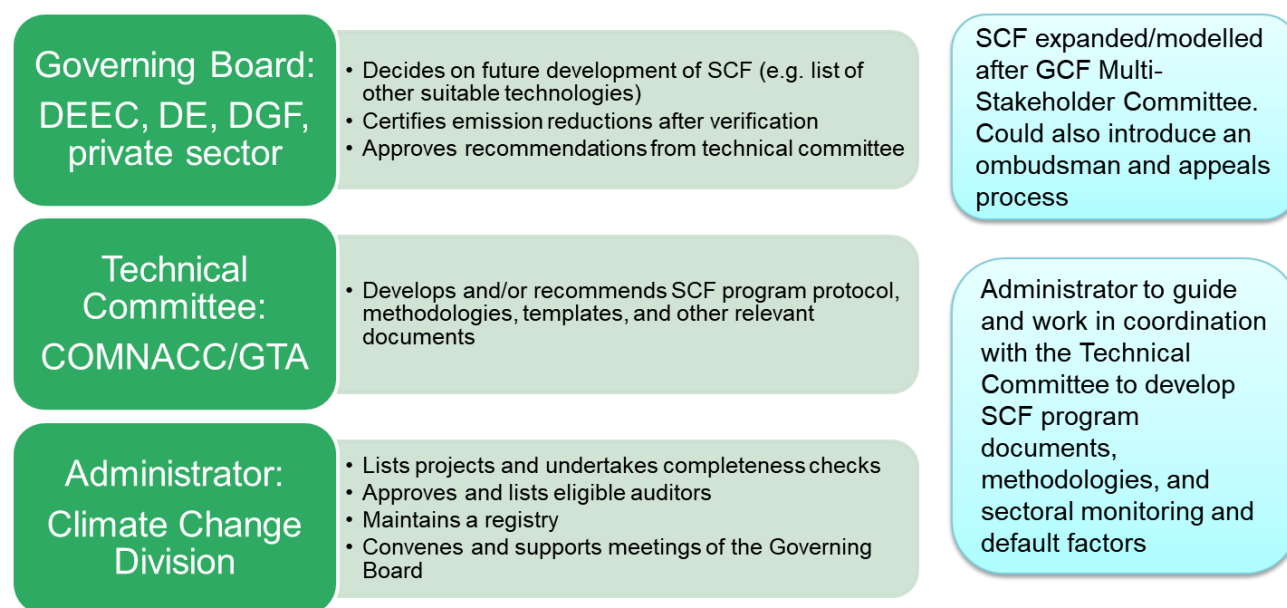 Governing Board:
DEEC, DE, DGF,
private sector
• Decides on future development of SCF (e.g. list of
other suitable technologies)
• Certifies emission reductions after verification
• Approves recommendations from technical committee
SCF expanded/modelled
after GCF Multi-
Stakeholder Committee.
Could also introduce an
ombudsman and appeals
process
Technical
Committee:
COMNACC/GTA
• Develops and/or recommends SCF program protocol,
methodologies, templates, and other relevant
documents
Administrator to guide
and work in coordination
with the Technical
Committee to develop
SCF program
documents,
methodologies, and
sectoral monitoring and
default factors
Administrator:
Climate Change
Division
• Lists projects and undertakes completeness checks
• Approves and lists eligible auditors
• Maintains a registry
• Convenes and supports meetings of the Governing
Board